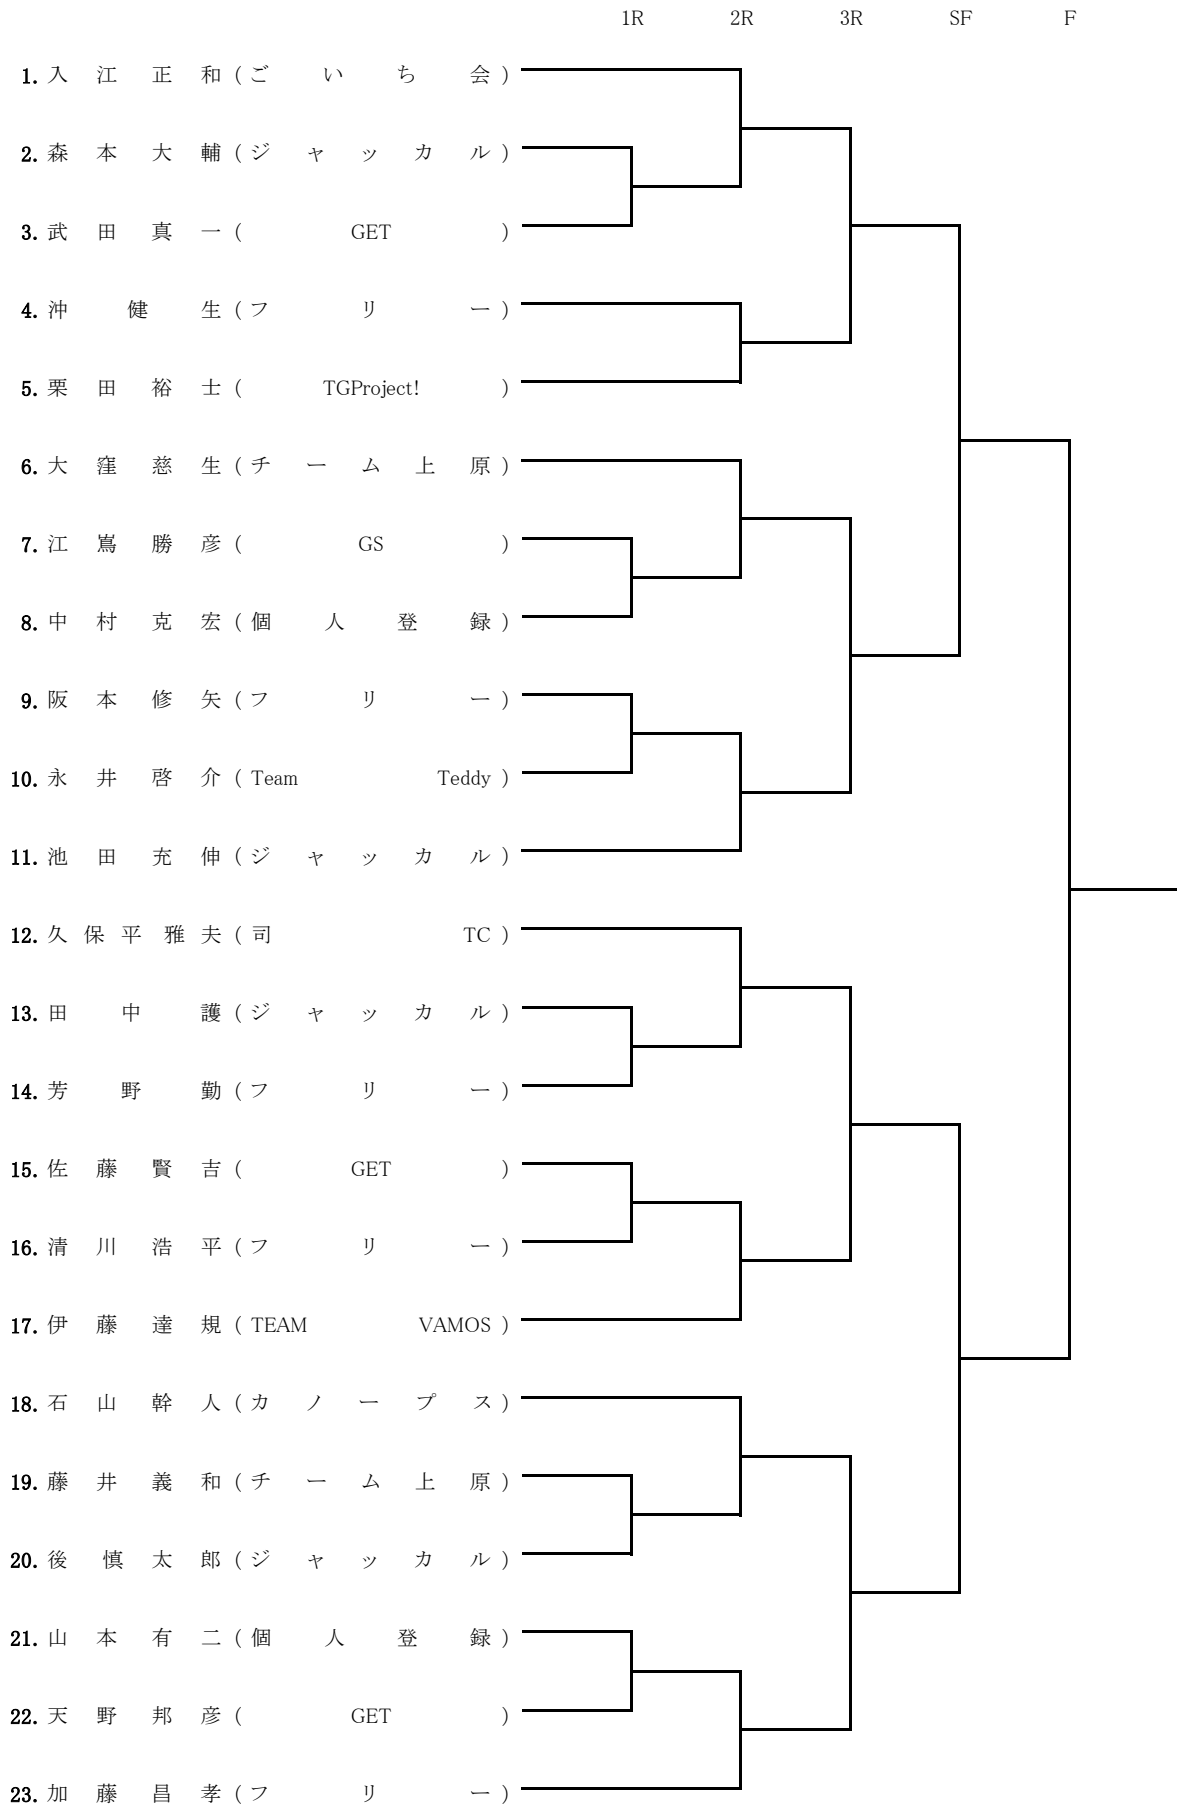 1R 2R 3R SF F
1. 入江正和 (ごいち会)
2. 森本大輔 (ジャッカル)
3. 武田真一 (GET)
4. 沖健生 (フリー)
5. 栗田裕士 (TGProject!)
6. 大窪慈生 (チーム上原)
7. 江嶌勝彦 (GS)
8. 中村克宏 (個人登録)
9. 阪本修矢 (フリー)
10. 永井啓介 (Team Teddy)
11. 池田充伸 (ジャッカル)
12. 久保平雅夫 (司TC)
13. 田中護 (ジャッカル)
14. 芳野勤 (フリー)
15. 佐藤賢吉 (GET)
16. 清川浩平 (フリー)
17. 伊藤達規 (TEAM VAMOS)
18. 石山幹人 (カノープス)
19. 藤井義和 (チーム上原)
20. 後慎太郎 (ジャッカル)
21. 山本有二 (個人登録)
22. 天野邦彦 (GET)
23. 加藤昌孝 (フリー)